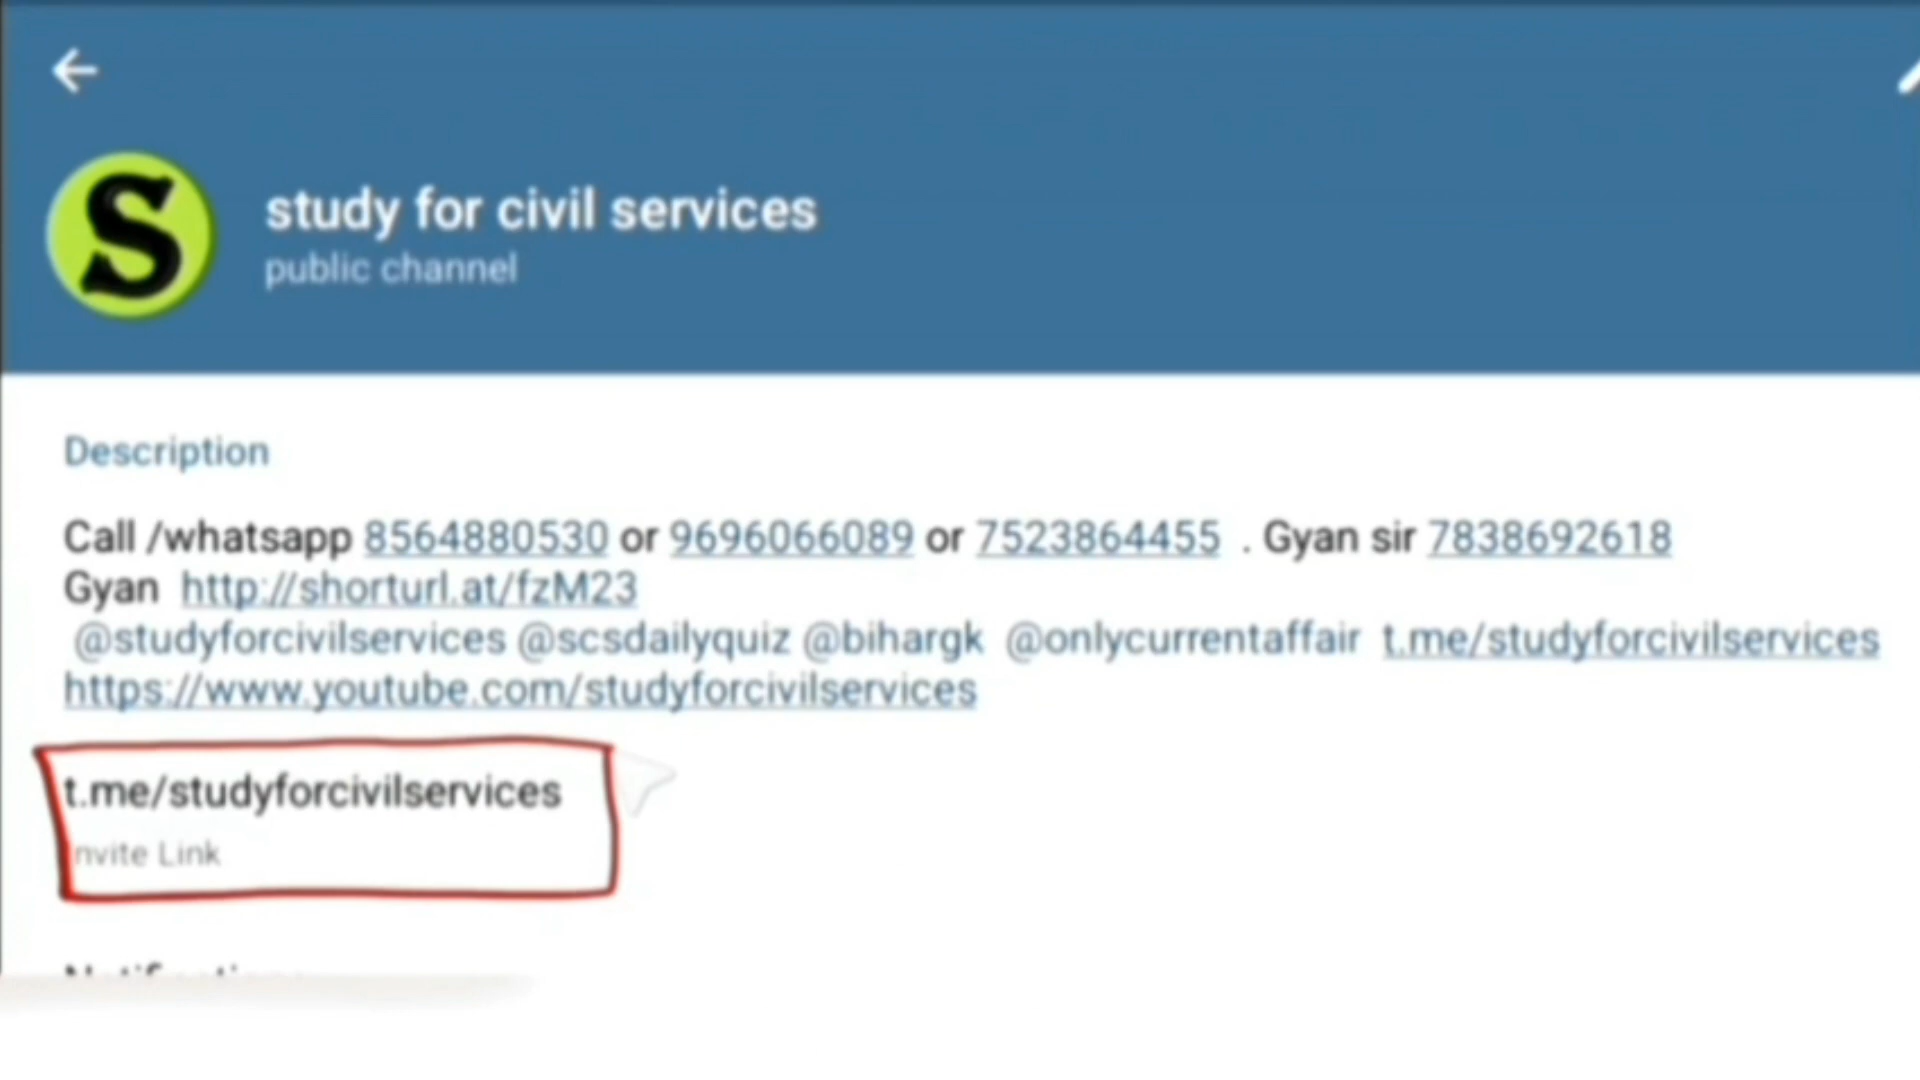 S
study for civil services
public channel
Description
Call /whatsapp 8564880530 or 9696066089 or 7523864455 . Gyan sir 7838692618
Gyan http://shorturl.at/fzM23
@studyforcivilservices @scsdailyquiz @bihargk @onlycurrentaffair t.me/studyforcivilservices
https://www.youtube.com/studyforcivilservices
t.me/studyforcivilservices
nvite Link